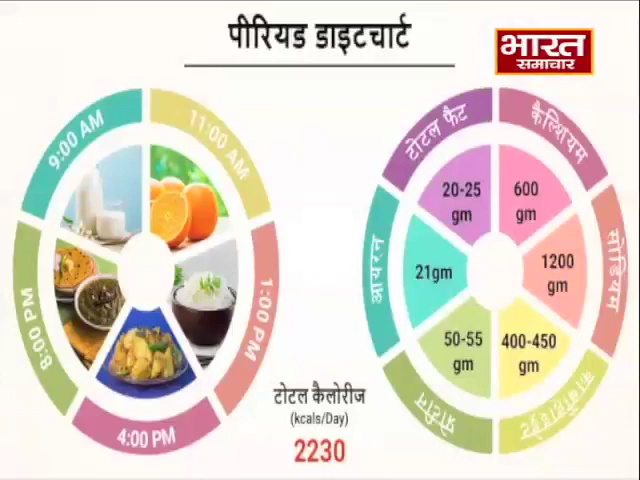 पीरियड डाइटचार्ट
भारत
समाचार
9:00 AM
11:00 AM
1:00 PM
4:00 PM
8:00 PM
टोटल फैट
20-25
gm
कैल्शियम
600
gm
सोडियम
1200
gm
कार्बोहाइड्रेट
400-450
gm
प्रोटीन
50-55
gm
आयरन
21gm
टोटल कैलोरीज
(kcals/Day)
2230